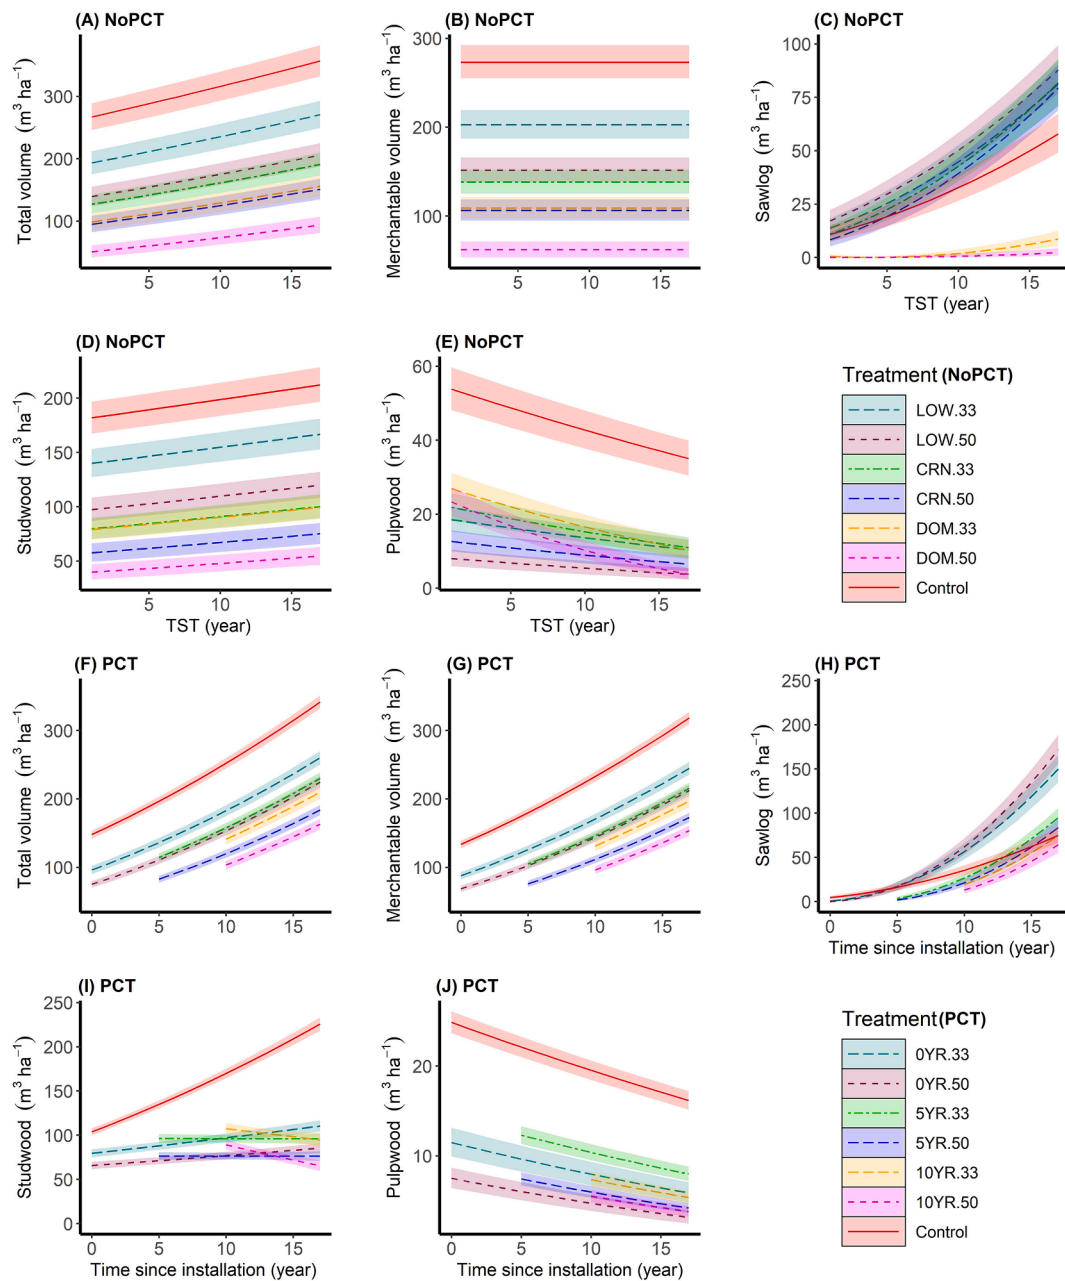 (A) NoPCT
Total volume (m³ ha⁻¹)
300
200
100
5
10
15
(B) NoPCT
Merchantable volume (m³ ha⁻¹)
300
200
100
5
10
15
(C) NoPCT
Sawlog (m³ ha⁻¹)
100
75
50
25
0
5
10
15
TST (year)
(D) NoPCT
Studwood (m³ ha⁻¹)
200
150
100
50
5
10
15
TST (year)
(E) NoPCT
Pulpwood (m³ ha⁻¹)
60
40
20
0
5
10
15
TST (year)
Treatment (NoPCT)
LOW.33
LOW.50
CRN.33
CRN.50
DOM.33
DOM.50
Control
(F) PCT
Total volume (m³ ha⁻¹)
300
200
100
0
5
10
15
(G) PCT
Merchantable volume (m³ ha⁻¹)
300
200
100
0
5
10
15
(H) PCT
Sawlog (m³ ha⁻¹)
250
200
150
100
50
0
0
5
10
15
Time since installation (year)
(I) PCT
Studwood (m³ ha⁻¹)
250
200
150
100
50
0
0
5
10
15
Time since installation (year)
(J) PCT
Pulpwood (m³ ha⁻¹)
20
10
0
5
10
15
Time since installation (year)
Treatment (PCT)
0YR.33
0YR.50
5YR.33
5YR.50
10YR.33
10YR.50
Control